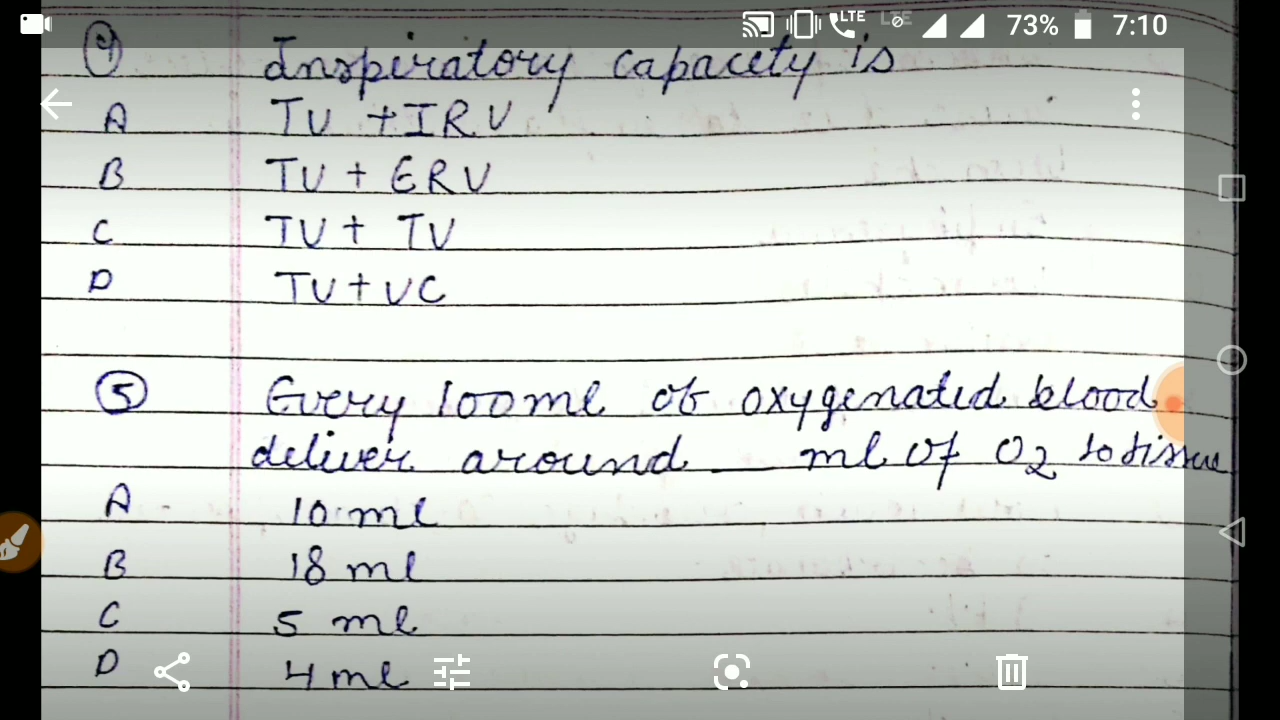 LTE LTE 73% 7:10
④ Inspiratory capacity is
A TV + IRV
B TV + ERV
C TV + TV
D TV + VC
⑤ Every 100ml of oxygenated blood
deliver around __ ml of O2 to tissue
A 10 ml
B 18 ml
C 5 ml
D 4 ml